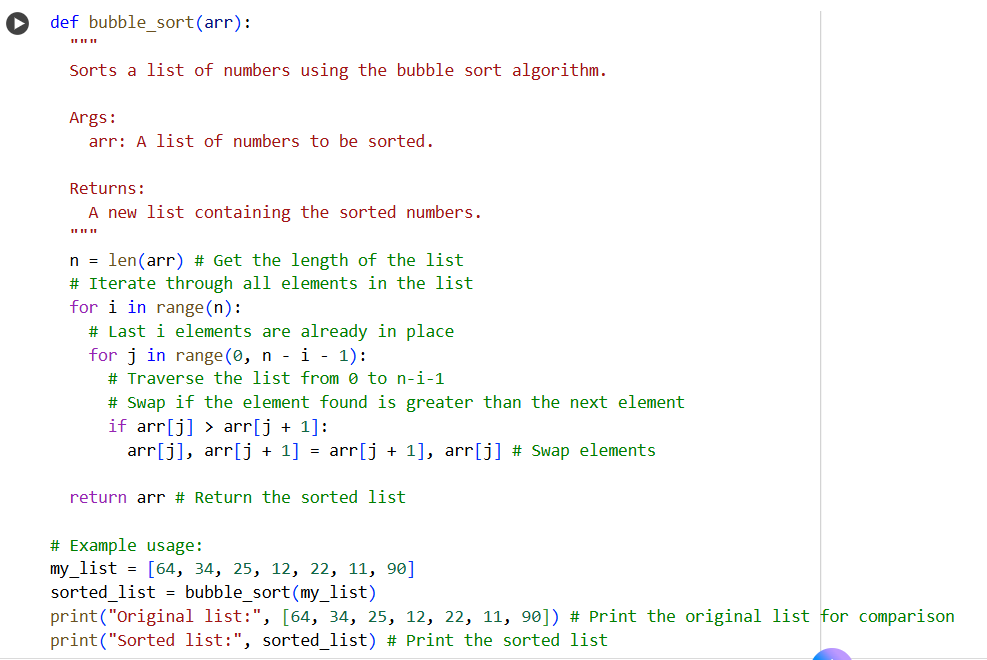 def bubble_sort(arr):
  """
  Sorts a list of numbers using the bubble sort algorithm.

  Args:
    arr: A list of numbers to be sorted.

  Returns:
    A new list containing the sorted numbers.
  """
  n = len(arr) # Get the length of the list
  # Iterate through all elements in the list
  for i in range(n):
    # Last i elements are already in place
    for j in range(0, n - i - 1):
      # Traverse the list from 0 to n-i-1
      # Swap if the element found is greater than the next element
      if arr[j] > arr[j + 1]:
        arr[j], arr[j + 1] = arr[j + 1], arr[j] # Swap elements

  return arr # Return the sorted list

# Example usage:
my_list = [64, 34, 25, 12, 22, 11, 90]
sorted_list = bubble_sort(my_list)
print("Original list:", [64, 34, 25, 12, 22, 11, 90]) # Print the original list for comparison
print("Sorted list:", sorted_list) # Print the sorted list